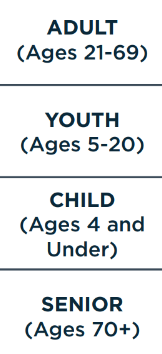 ADULT
(Ages 21-69)
YOUTH
(Ages 5-20)
CHILD
(Ages 4 and
Under)
SENIOR
(Ages 70+)